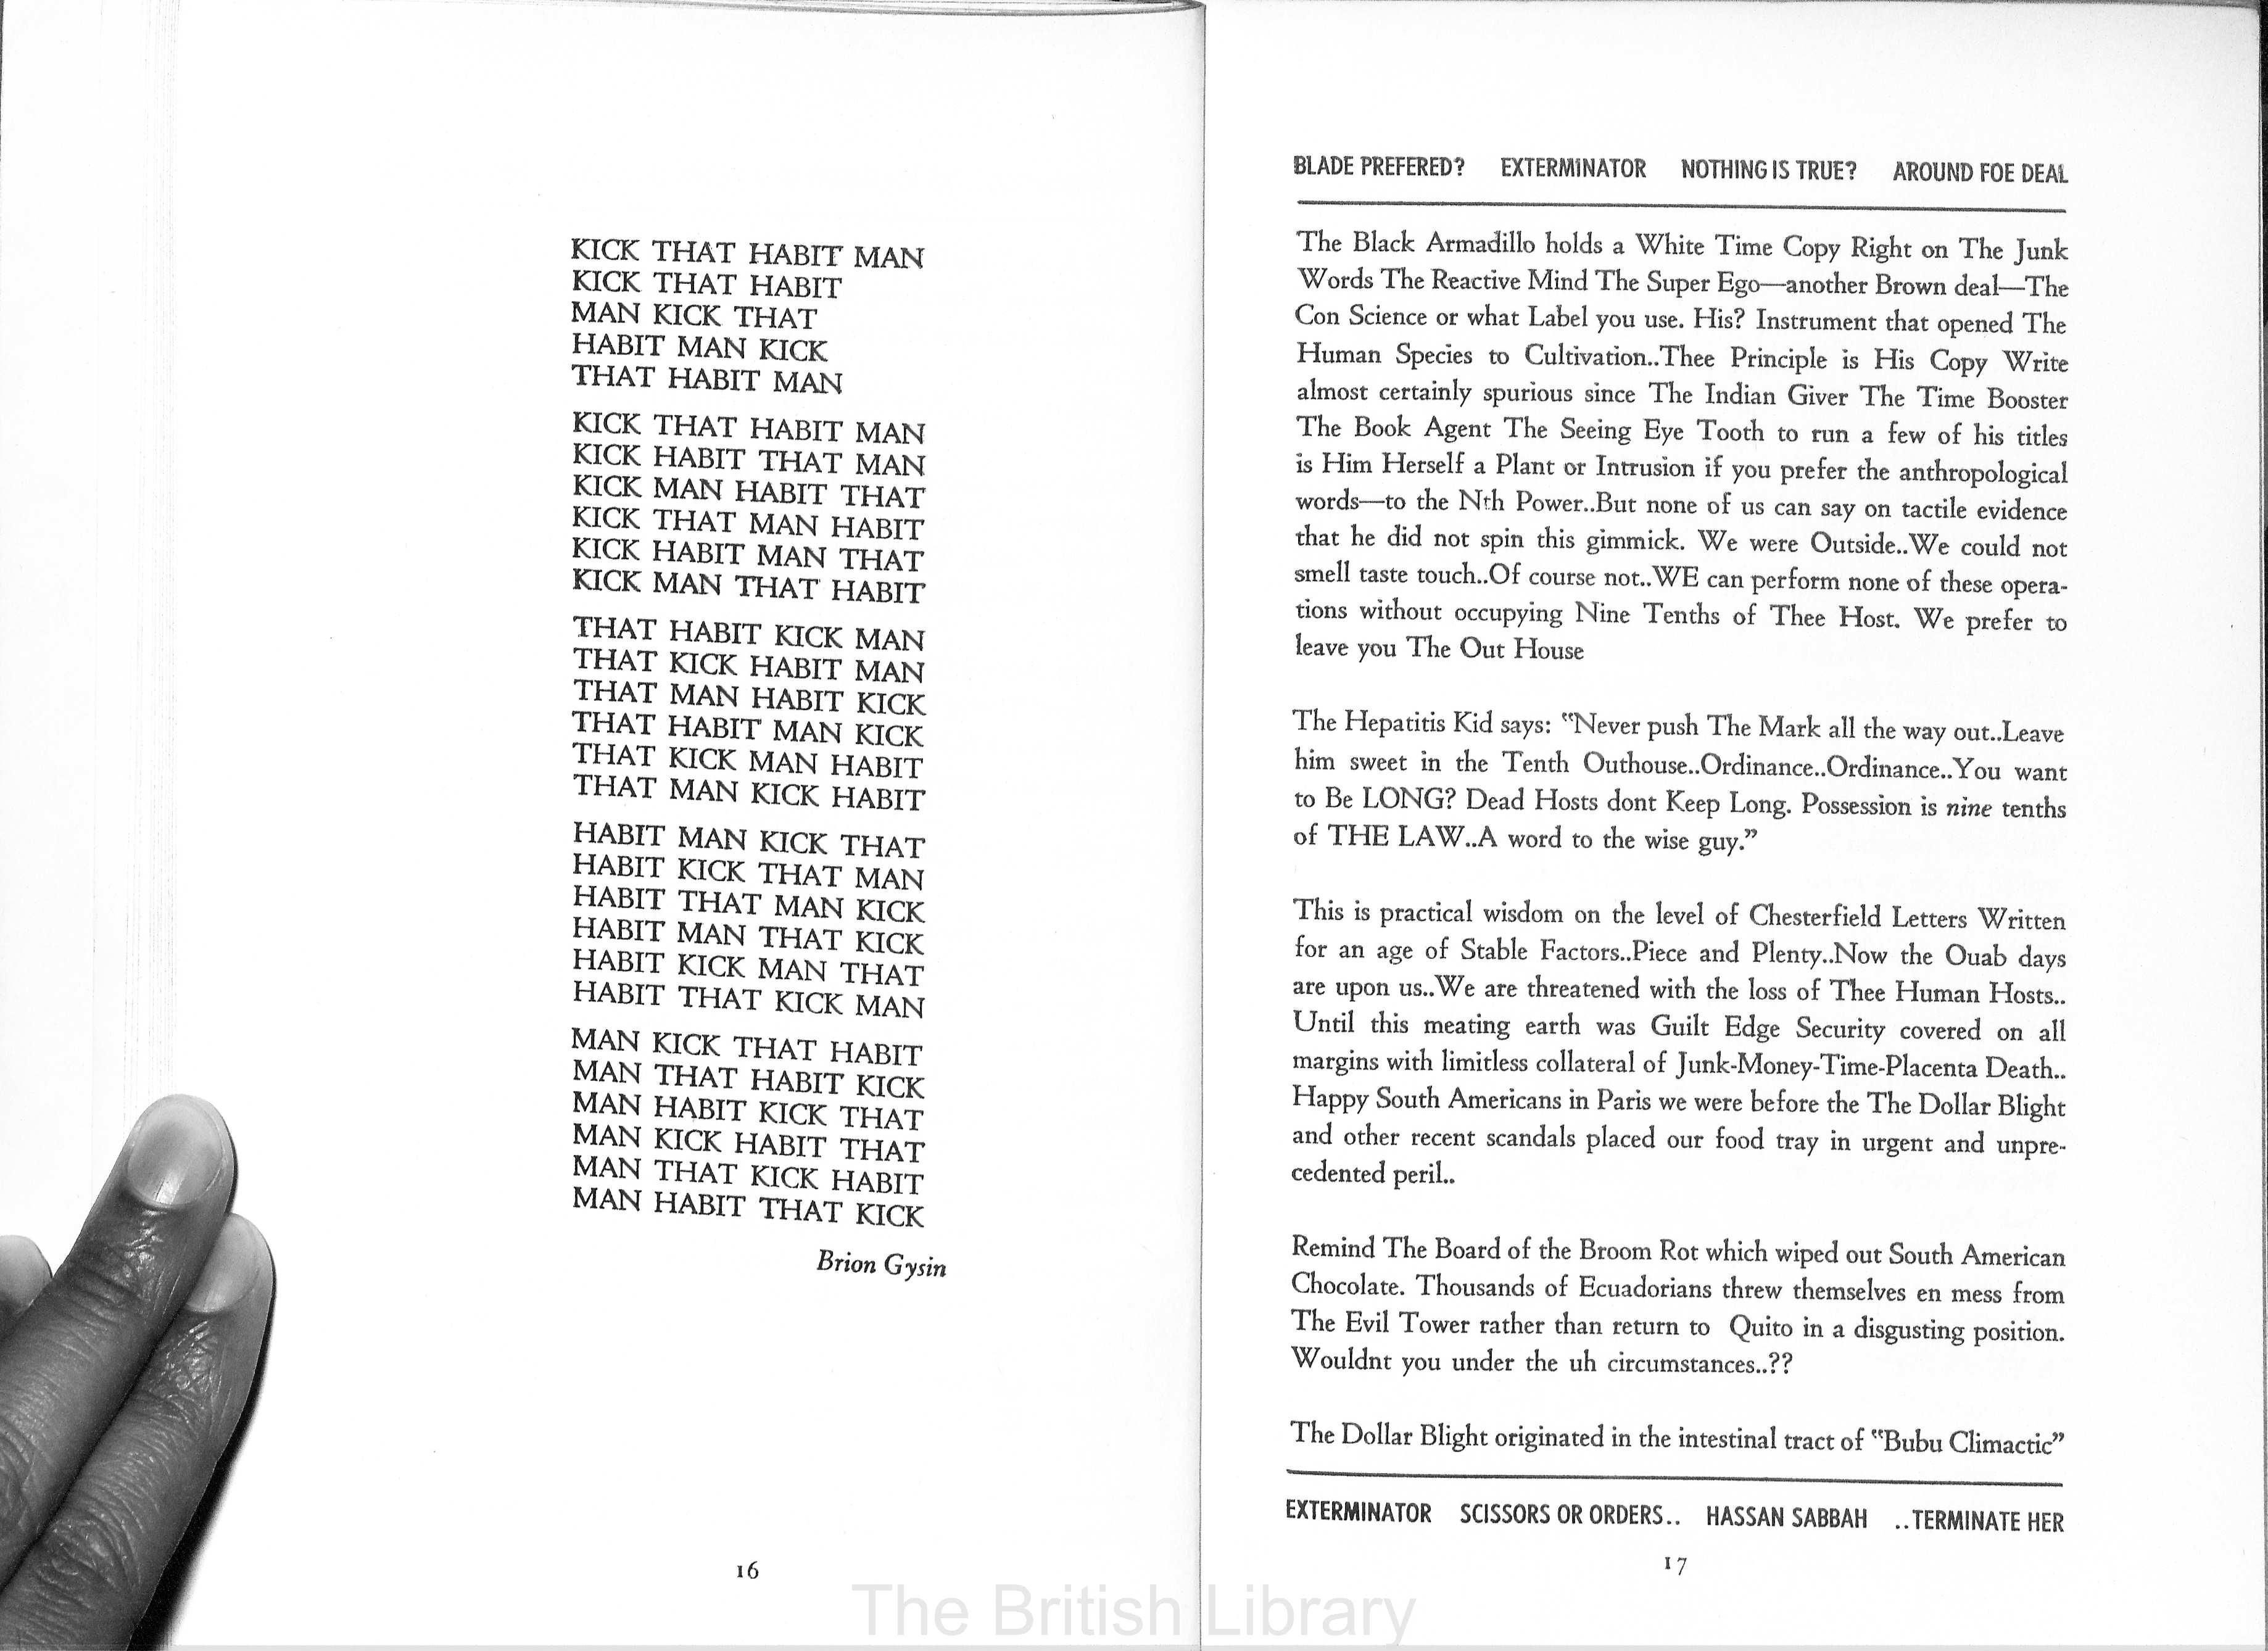 KICK THAT HABIT MAN
KICK THAT HABIT
MAN KICK THAT
HABIT MAN KICK
THAT HABIT MAN
KICK THAT HABIT MAN
KICK HABIT THAT MAN
KICK MAN HABIT THAT
KICK THAT MAN HABIT
KICK HABIT MAN THAT
KICK MAN THAT HABIT
THAT HABIT KICK MAN
THAT KICK HABIT MAN
THAT MAN HABIT KICK
THAT HABIT MAN KICK
THAT KICK MAN HABIT
THAT MAN KICK HABIT
HABIT MAN KICK THAT
HABIT KICK THAT MAN
HABIT THAT MAN KICK
HABIT MAN THAT KICK
HABIT KICK MAN THAT
HABIT THAT KICK MAN
MAN KICK THAT HABIT
MAN THAT HABIT KICK
MAN HABIT KICK THAT
MAN KICK HABIT THAT
MAN THAT KICK HABIT
MAN HABIT THAT KICK
Brion Gysin
16
BLADE PREFERED? EXTERMINATOR NOTHING IS TRUE? AROUND FOE DEAL
The Black Armadillo holds a White Time Copy Right on The Junk
Words The Reactive Mind The Super Ego—another Brown deal—The
Con Science or what Label you use. His? Instrument that opened The
Human Species to Cultivation..Thee Principle is His Copy Write
almost certainly spurious since The Indian Giver The Time Booster
The Book Agent The Seeing Eye Tooth to run a few of his titles
is Him Herself a Plant or Intrusion if you prefer the anthropological
words—to the Nth Power..But none of us can say on tactile evidence
that he did not spin this gimmick. We were Outside..We could not
smell taste touch..Of course not..WE can perform none of these opera-
tions without occupying Nine Tenths of Thee Host. We prefer to
leave you The Out House
The Hepatitis Kid says: "Never push The Mark all the way out..Leave
him sweet in the Tenth Outhouse..Ordinance..Ordinance..You want
to Be LONG? Dead Hosts dont Keep Long. Possession is nine tenths
of THE LAW..A word to the wise guy."
This is practical wisdom on the level of Chesterfield Letters Written
for an age of Stable Factors..Piece and Plenty..Now the Ouab days
are upon us..We are threatened with the loss of Thee Human Hosts..
Until this meating earth was Guilt Edge Security covered on all
margins with limitless collateral of Junk-Money-Time-Placenta Death..
Happy South Americans in Paris we were before the The Dollar Blight
and other recent scandals placed our food tray in urgent and unpre-
cedented peril..
Remind The Board of the Broom Rot which wiped out South American
Chocolate. Thousands of Ecuadorians threw themselves en mess from
The Evil Tower rather than return to Quito in a disgusting position.
Wouldnt you under the uh circumstances..??
The Dollar Blight originated in the intestinal tract of "Bubu Climactic"
EXTERMINATOR SCISSORS OR ORDERS.. HASSAN SABBAH ..TERMINATE HER
17
The British Library